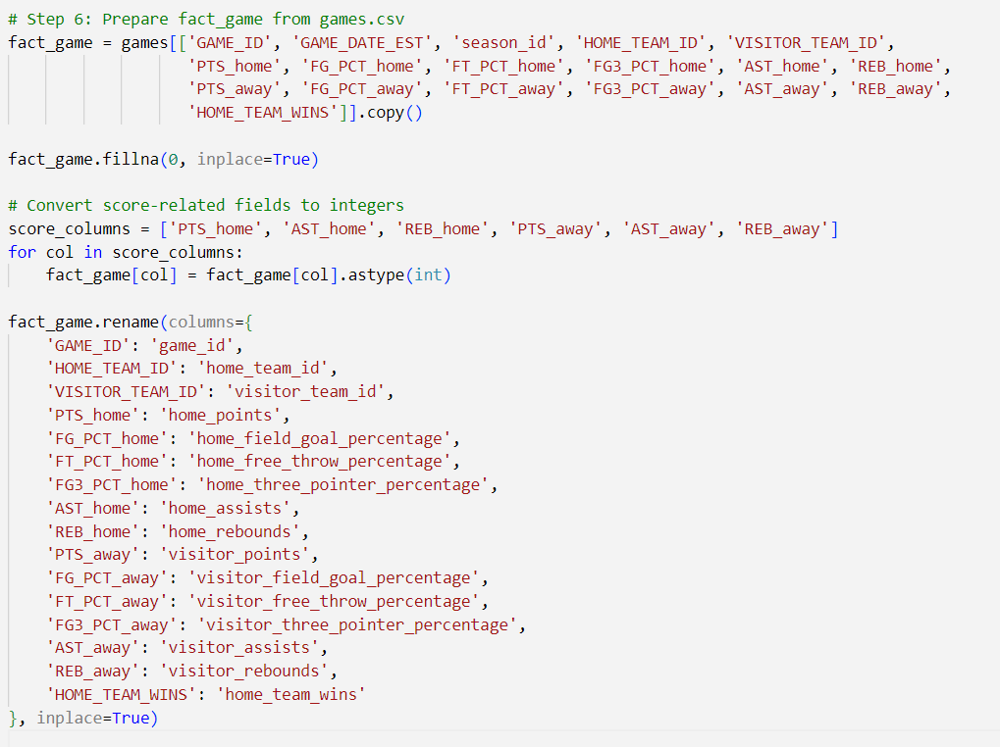 # Step 6: Prepare fact_game from games.csv
fact_game = games[['GAME_ID', 'GAME_DATE_EST', 'season_id', 'HOME_TEAM_ID', 'VISITOR_TEAM_ID',
                   'PTS_home', 'FG_PCT_home', 'FT_PCT_home', 'FG3_PCT_home', 'AST_home', 'REB_home',
                   'PTS_away', 'FG_PCT_away', 'FT_PCT_away', 'FG3_PCT_away', 'AST_away', 'REB_away',
                   'HOME_TEAM_WINS']].copy()

fact_game.fillna(0, inplace=True)

# Convert score-related fields to integers
score_columns = ['PTS_home', 'AST_home', 'REB_home', 'PTS_away', 'AST_away', 'REB_away']
for col in score_columns:
    fact_game[col] = fact_game[col].astype(int)

fact_game.rename(columns={
    'GAME_ID': 'game_id',
    'HOME_TEAM_ID': 'home_team_id',
    'VISITOR_TEAM_ID': 'visitor_team_id',
    'PTS_home': 'home_points',
    'FG_PCT_home': 'home_field_goal_percentage',
    'FT_PCT_home': 'home_free_throw_percentage',
    'FG3_PCT_home': 'home_three_pointer_percentage',
    'AST_home': 'home_assists',
    'REB_home': 'home_rebounds',
    'PTS_away': 'visitor_points',
    'FG_PCT_away': 'visitor_field_goal_percentage',
    'FT_PCT_away': 'visitor_free_throw_percentage',
    'FG3_PCT_away': 'visitor_three_pointer_percentage',
    'AST_away': 'visitor_assists',
    'REB_away': 'visitor_rebounds',
    'HOME_TEAM_WINS': 'home_team_wins'
}, inplace=True)